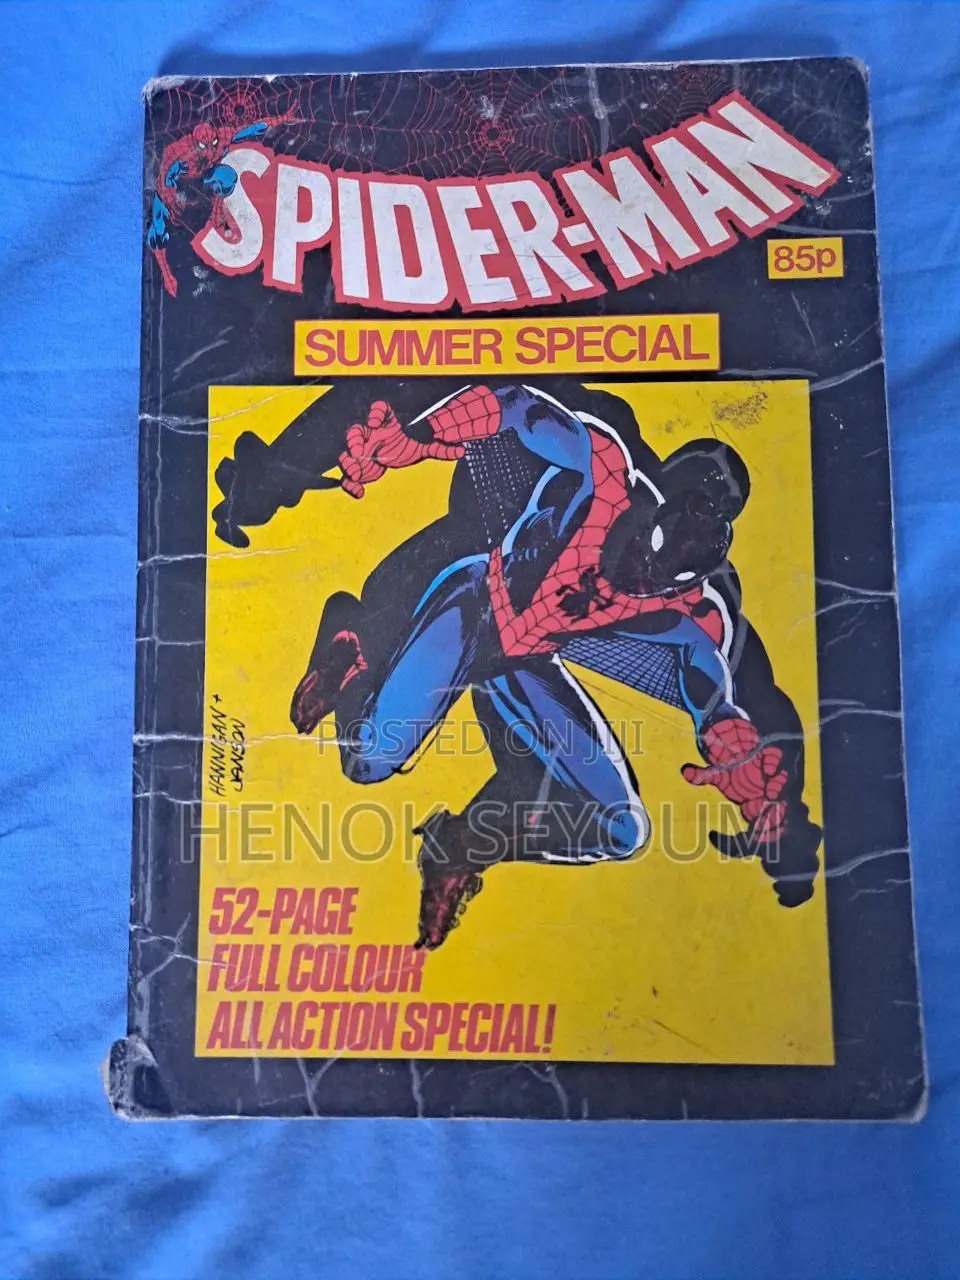 SPIDER-MAN
85p
SUMMER SPECIAL
HANNIGAN +
JANSON
POSTED ON JIJI
HENOK SEYOUM
52-PAGE
FULL COLOUR
ALL ACTION SPECIAL!